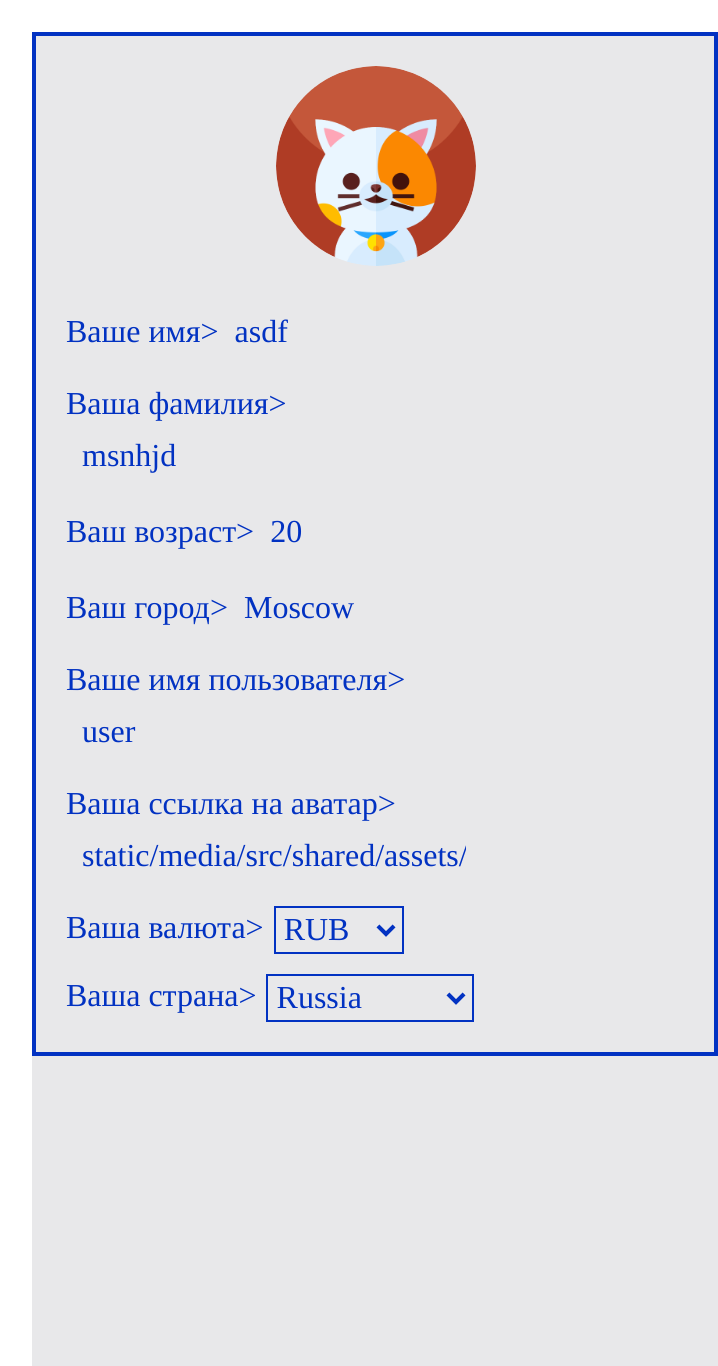 Ваше имя> asdf
Ваша фамилия>
msnhjd
Ваш возраст> 20
Ваш город> Moscow
Ваше имя пользователя>
user
Ваша ссылка на аватар>
static/media/src/shared/assets/
Ваша валюта> RUB
Ваша страна> Russia